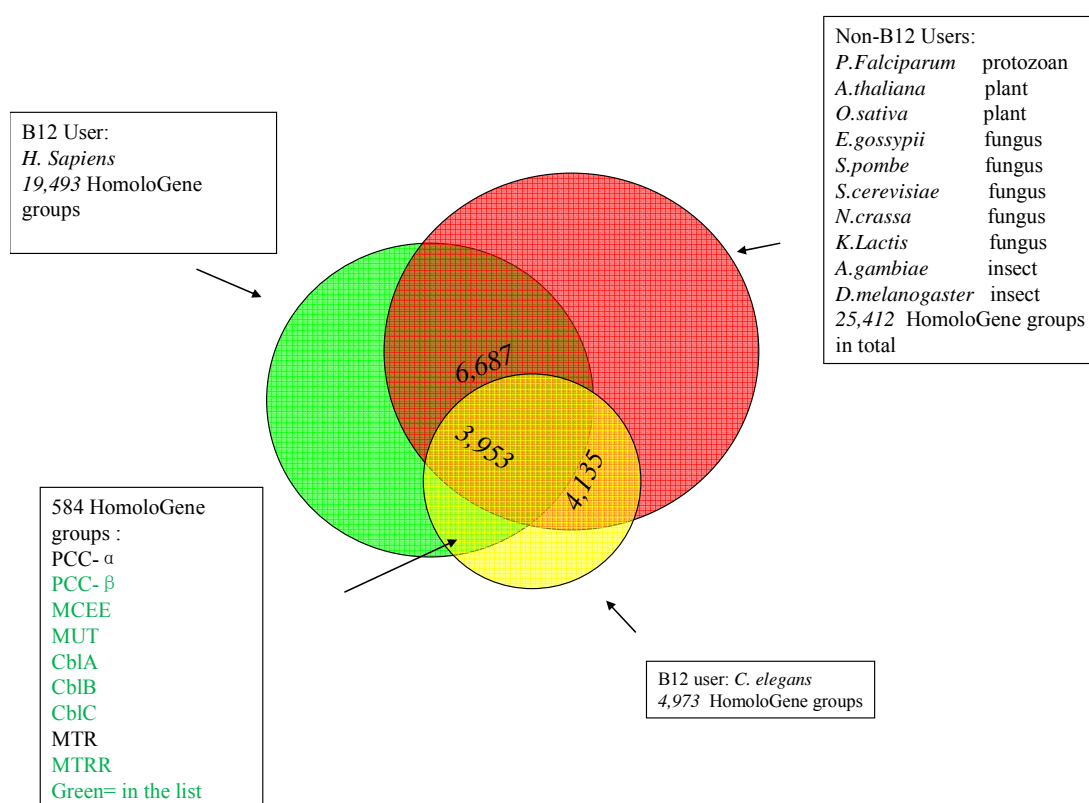 Non-B12 Users:
P.Falciparum protozoan
A.thaliana plant
O.sativa plant
E.gossypii fungus
S.pombe fungus
S.cerevisiae fungus
N.crassa fungus
K.Lactis fungus
A.gambiae insect
D.melanogaster insect
25,412 HomoloGene groups
in total
B12 User:
H. Sapiens
19,493 HomoloGene
groups
6,687
3,953
4,135
584 HomoloGene
groups :
PCC- α
PCC- β
MCEE
MUT
CblA
CblB
CblC
MTR
MTRR
Green= in the list
B12 user: C. elegans
4,973 HomoloGene groups